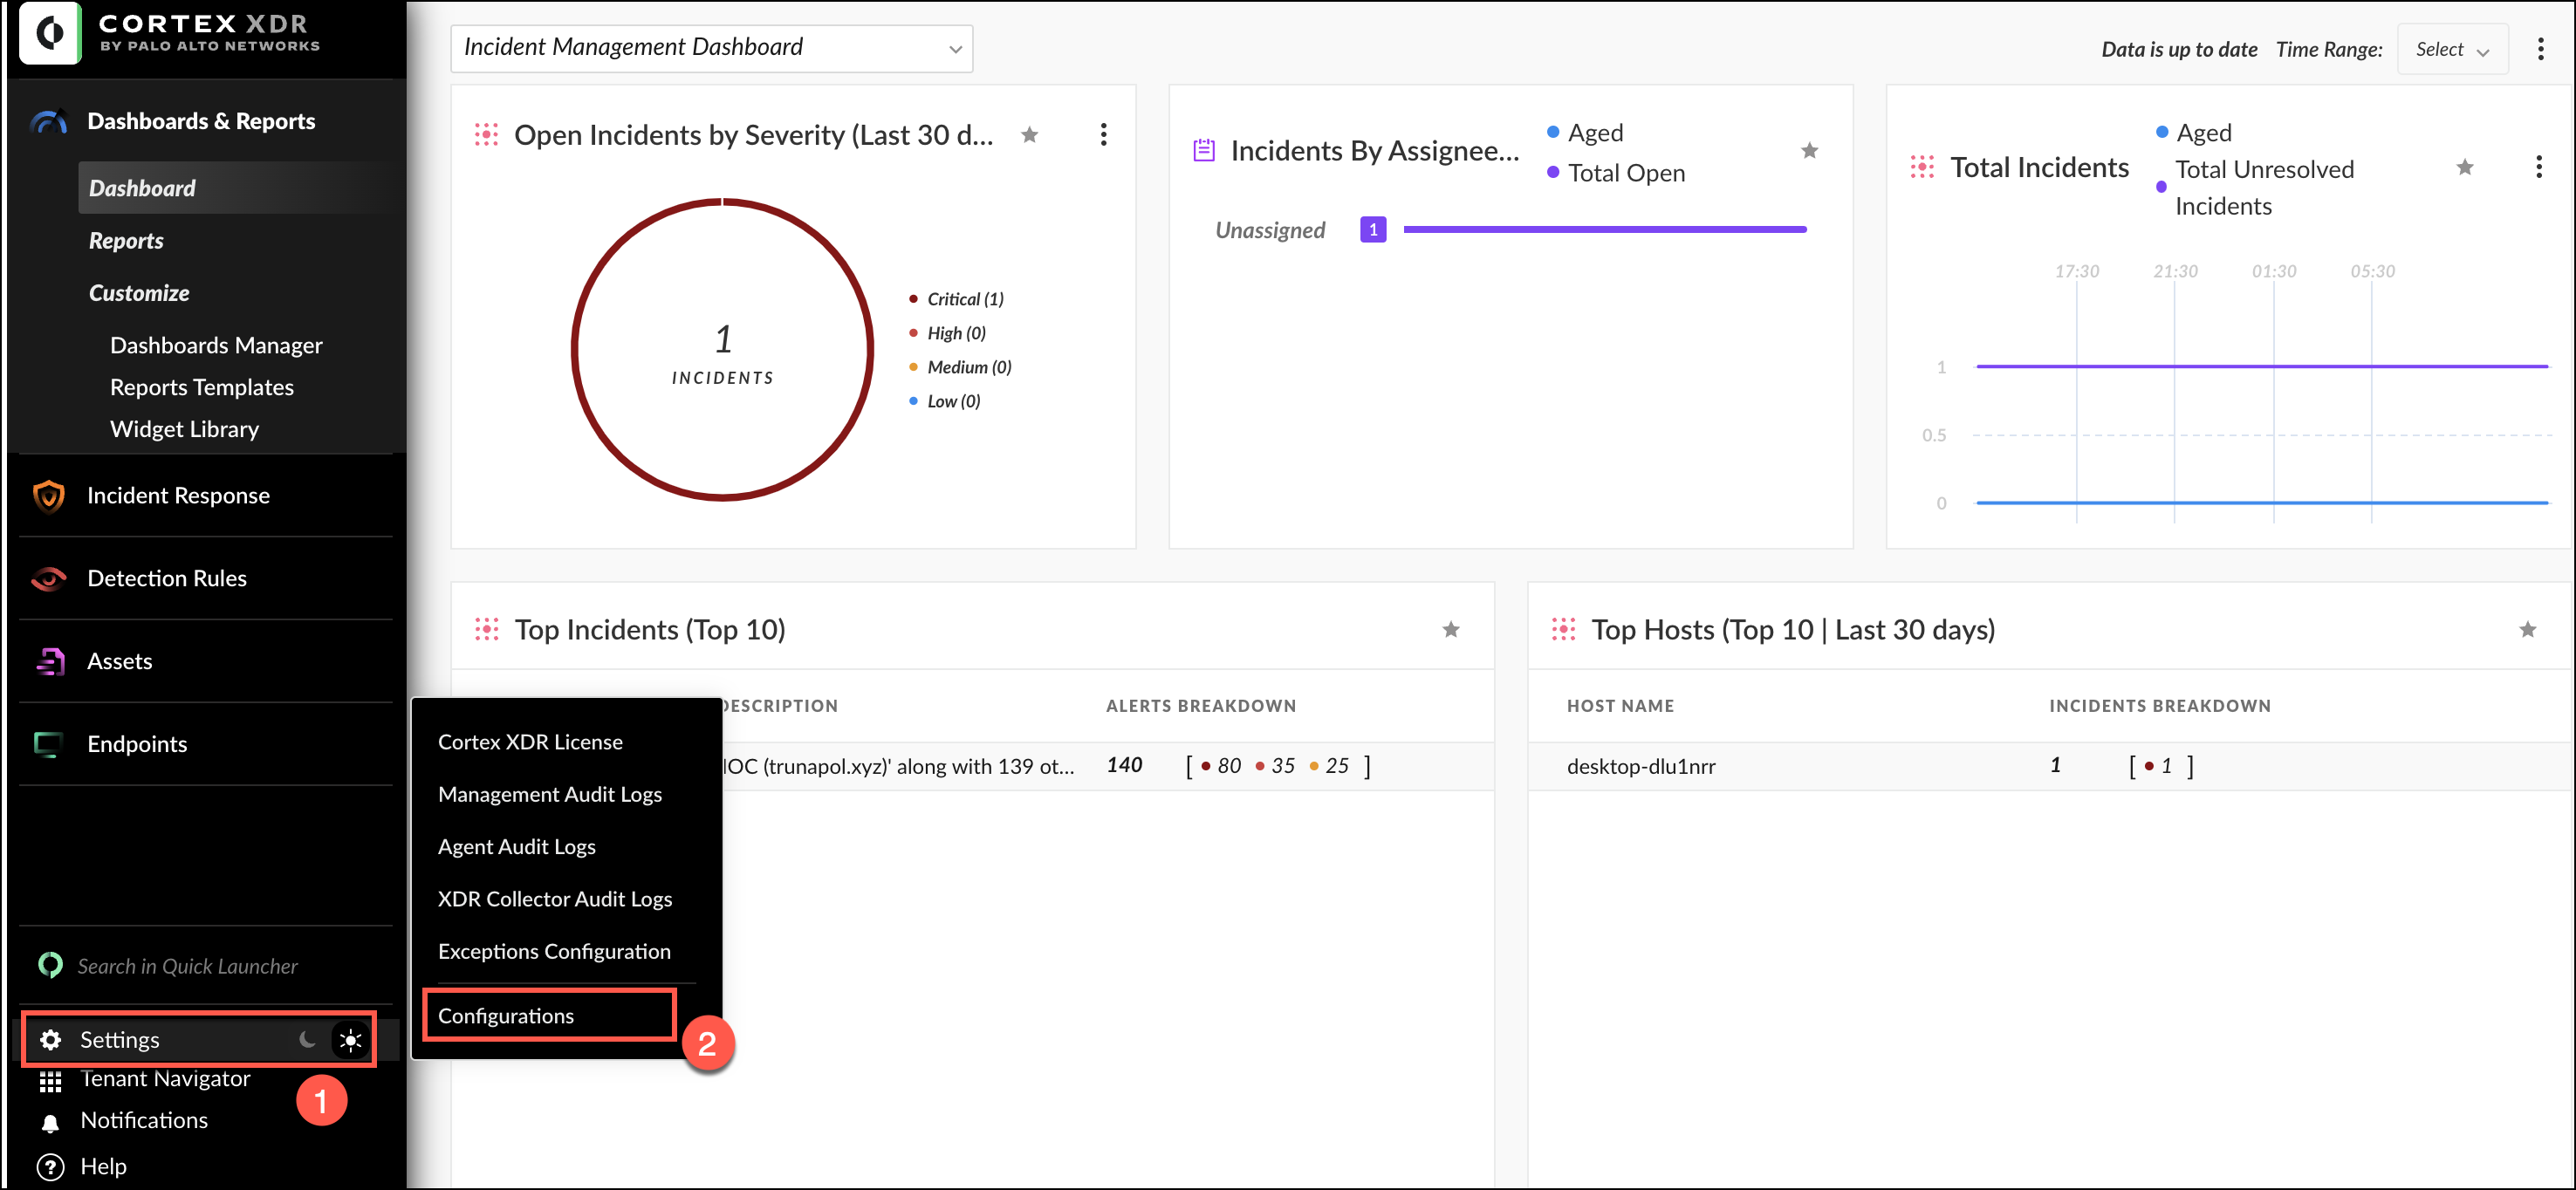 CORTEX XDR
BY PALO ALTO NETWORKS
Dashboards & Reports
Dashboard
Reports
Customize
Dashboards Manager
Reports Templates
Widget Library
Incident Response
Detection Rules
Assets
Endpoints
Search in Quick Launcher
Settings
1
Tenant Navigator
Notifications
Help
Cortex XDR License
Management Audit Logs
Agent Audit Logs
XDR Collector Audit Logs
Exceptions Configuration
Configurations
2
Incident Management Dashboard
Data is up to date Time Range: Select
Open Incidents by Severity (Last 30 d...
1
INCIDENTS
Critical (1)
High (0)
Medium (0)
Low (0)
Incidents By Assignee...
Aged
Total Open
Unassigned 1
Total Incidents
Aged
Total Unresolved
Incidents
17:30 21:30 01:30 05:30
1
0.5
0
Top Incidents (Top 10)
DESCRIPTION ALERTS BREAKDOWN
IOC (trunapol.xyz)' along with 139 ot... 140 [ 80 35 25 ]
Top Hosts (Top 10 | Last 30 days)
HOST NAME INCIDENTS BREAKDOWN
desktop-dlu1nrr 1 [ 1 ]